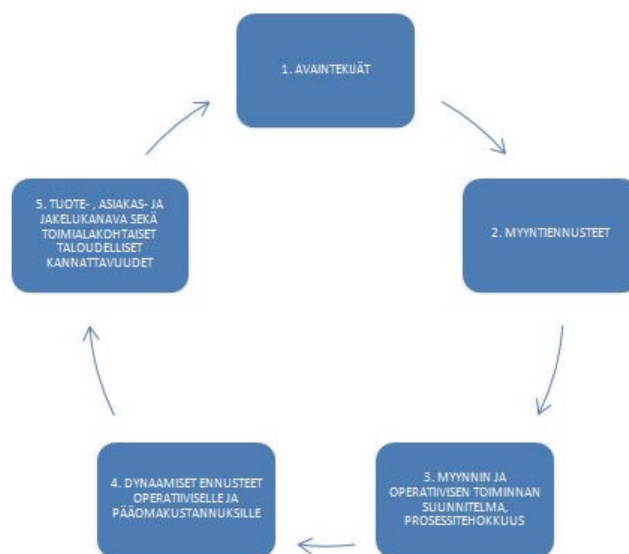 1. AVAINTEKIJÄT
2. MYYNTIENNUSTEET
3. MYYNNIN JA
OPERATIIVISEN TOIMINNAN
SUUNNITELMA,
PROSESSITEHOKKUUS
4. DYNAAMISET ENNUSTEET
OPERATIIVISELLE JA
PÄÄOMAKUSTANNUKSILLE
5. TUOTE- , ASIAKAS- JA
JAKELUKANAVA SEKÄ
TOIMIALAKOHTAISET
TALOUDELLISET
KANNATTAVUUDET